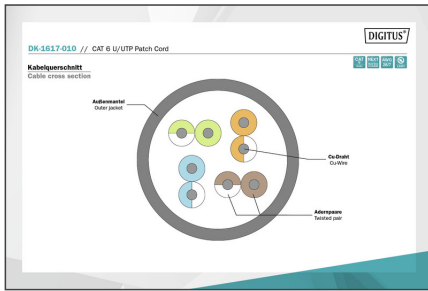 DIGITUS
DK-1617-010 // CAT 6 U/UTP Patch Cord
Kabelquerschnitt
Cable cross section
Außenmantel
Outer jacket
Cu-Draht
Cu-Wire
Adernpaare
Twisted pair